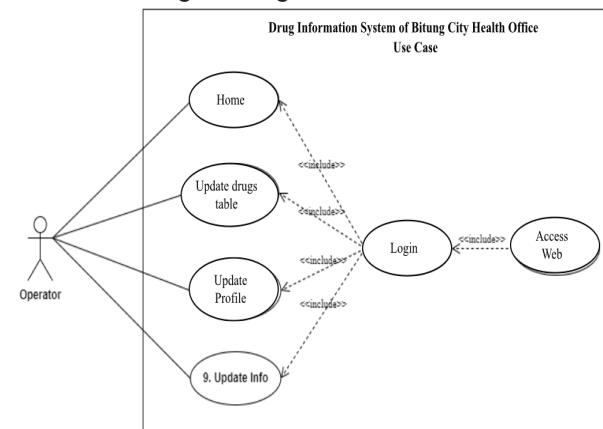 Drug Information System of Bitung City Health Office
Use Case
Home
<<include>>
Update drugs
table
<<include>>
<<include>>
Login
<<include>>
Access
Web
Operator
Update
Profile
<<include>>
9. Update Info